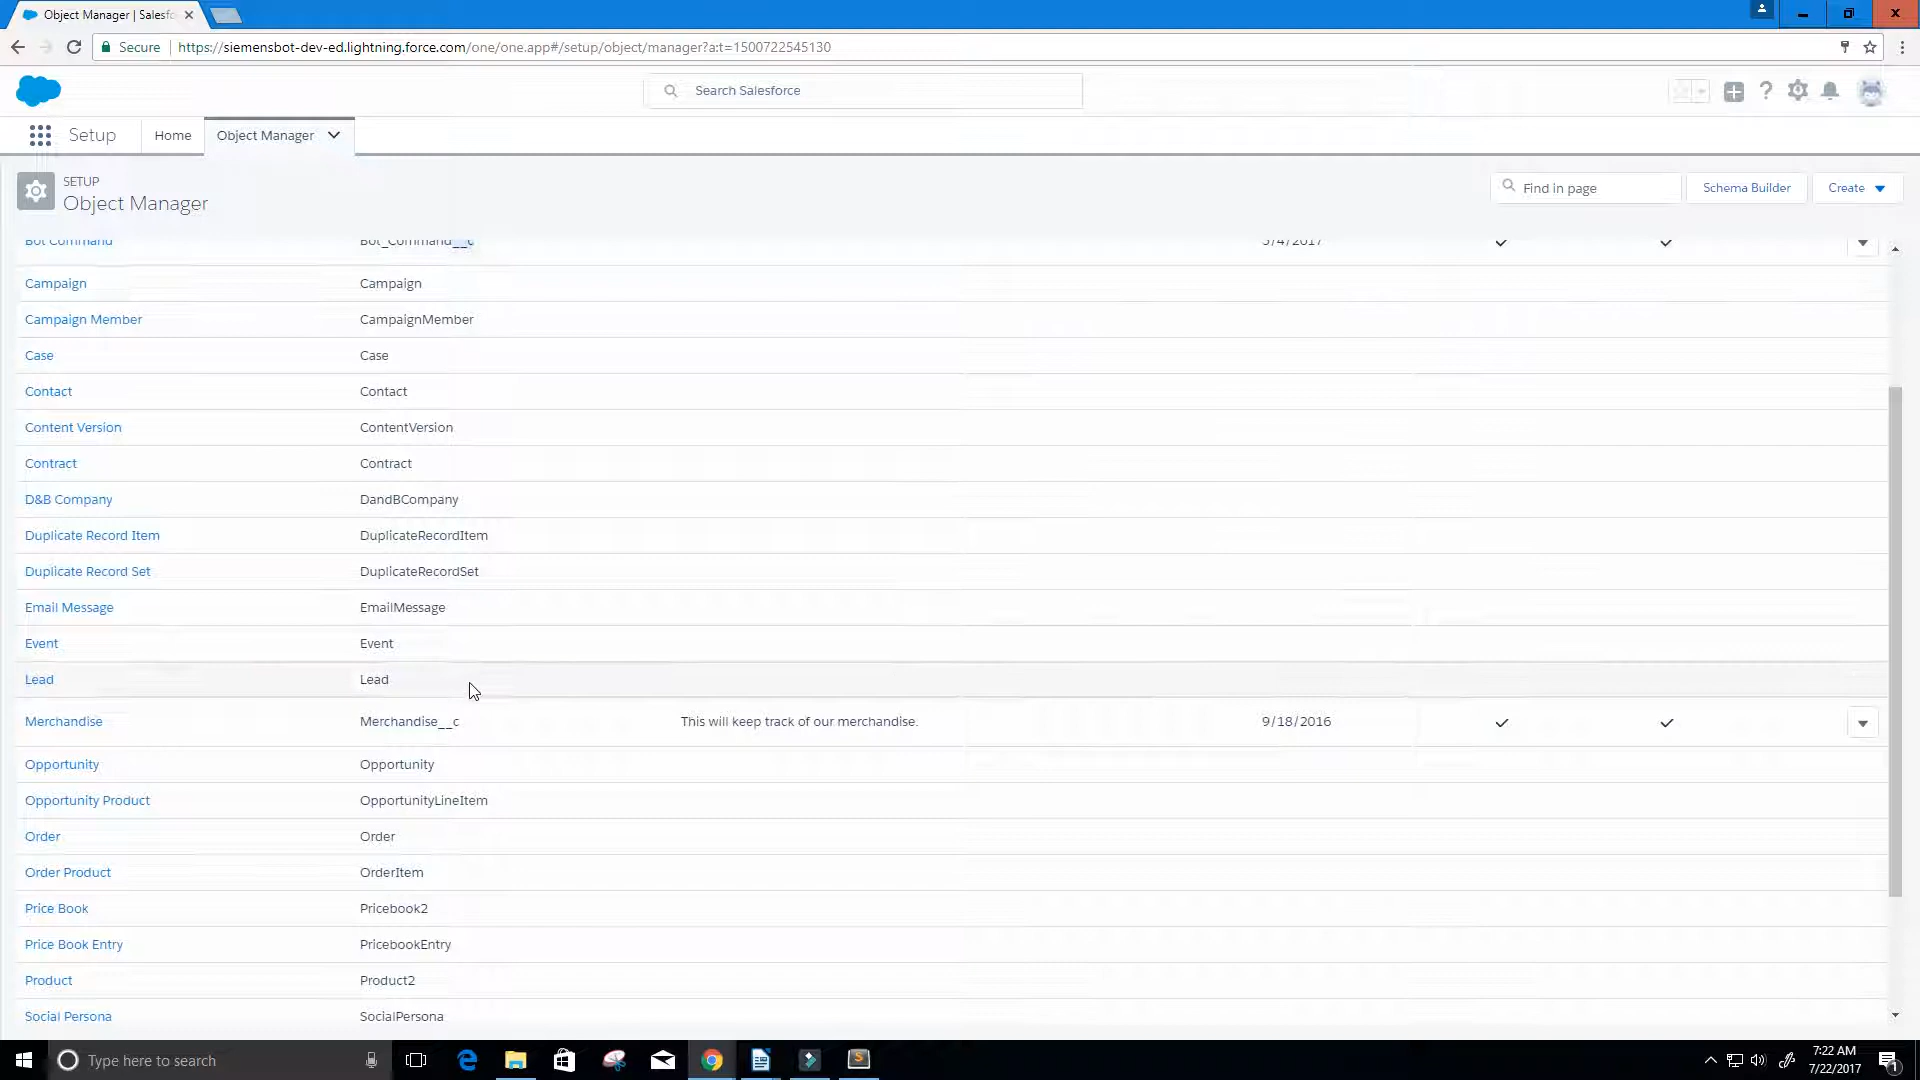 Object Manager | Salesfo
Secure https://siemensbot-dev-ed.lightning.force.com/one/one.app#/setup/object/manager?a:t=1500722545130
Search Salesforce
Setup Home Object Manager
SETUP
Object Manager
Find in page Schema Builder Create
Bot Command Bot_Command__c 5/4/2017
Campaign Campaign
Campaign Member CampaignMember
Case Case
Contact Contact
Content Version ContentVersion
Contract Contract
D&B Company DandBCompany
Duplicate Record Item DuplicateRecordItem
Duplicate Record Set DuplicateRecordSet
Email Message EmailMessage
Event Event
Lead Lead
Merchandise Merchandise__c This will keep track of our merchandise. 9/18/2016
Opportunity Opportunity
Opportunity Product OpportunityLineItem
Order Order
Order Product OrderItem
Price Book Pricebook2
Price Book Entry PricebookEntry
Product Product2
Social Persona SocialPersona
Type here to search
7:22 AM
7/22/2017